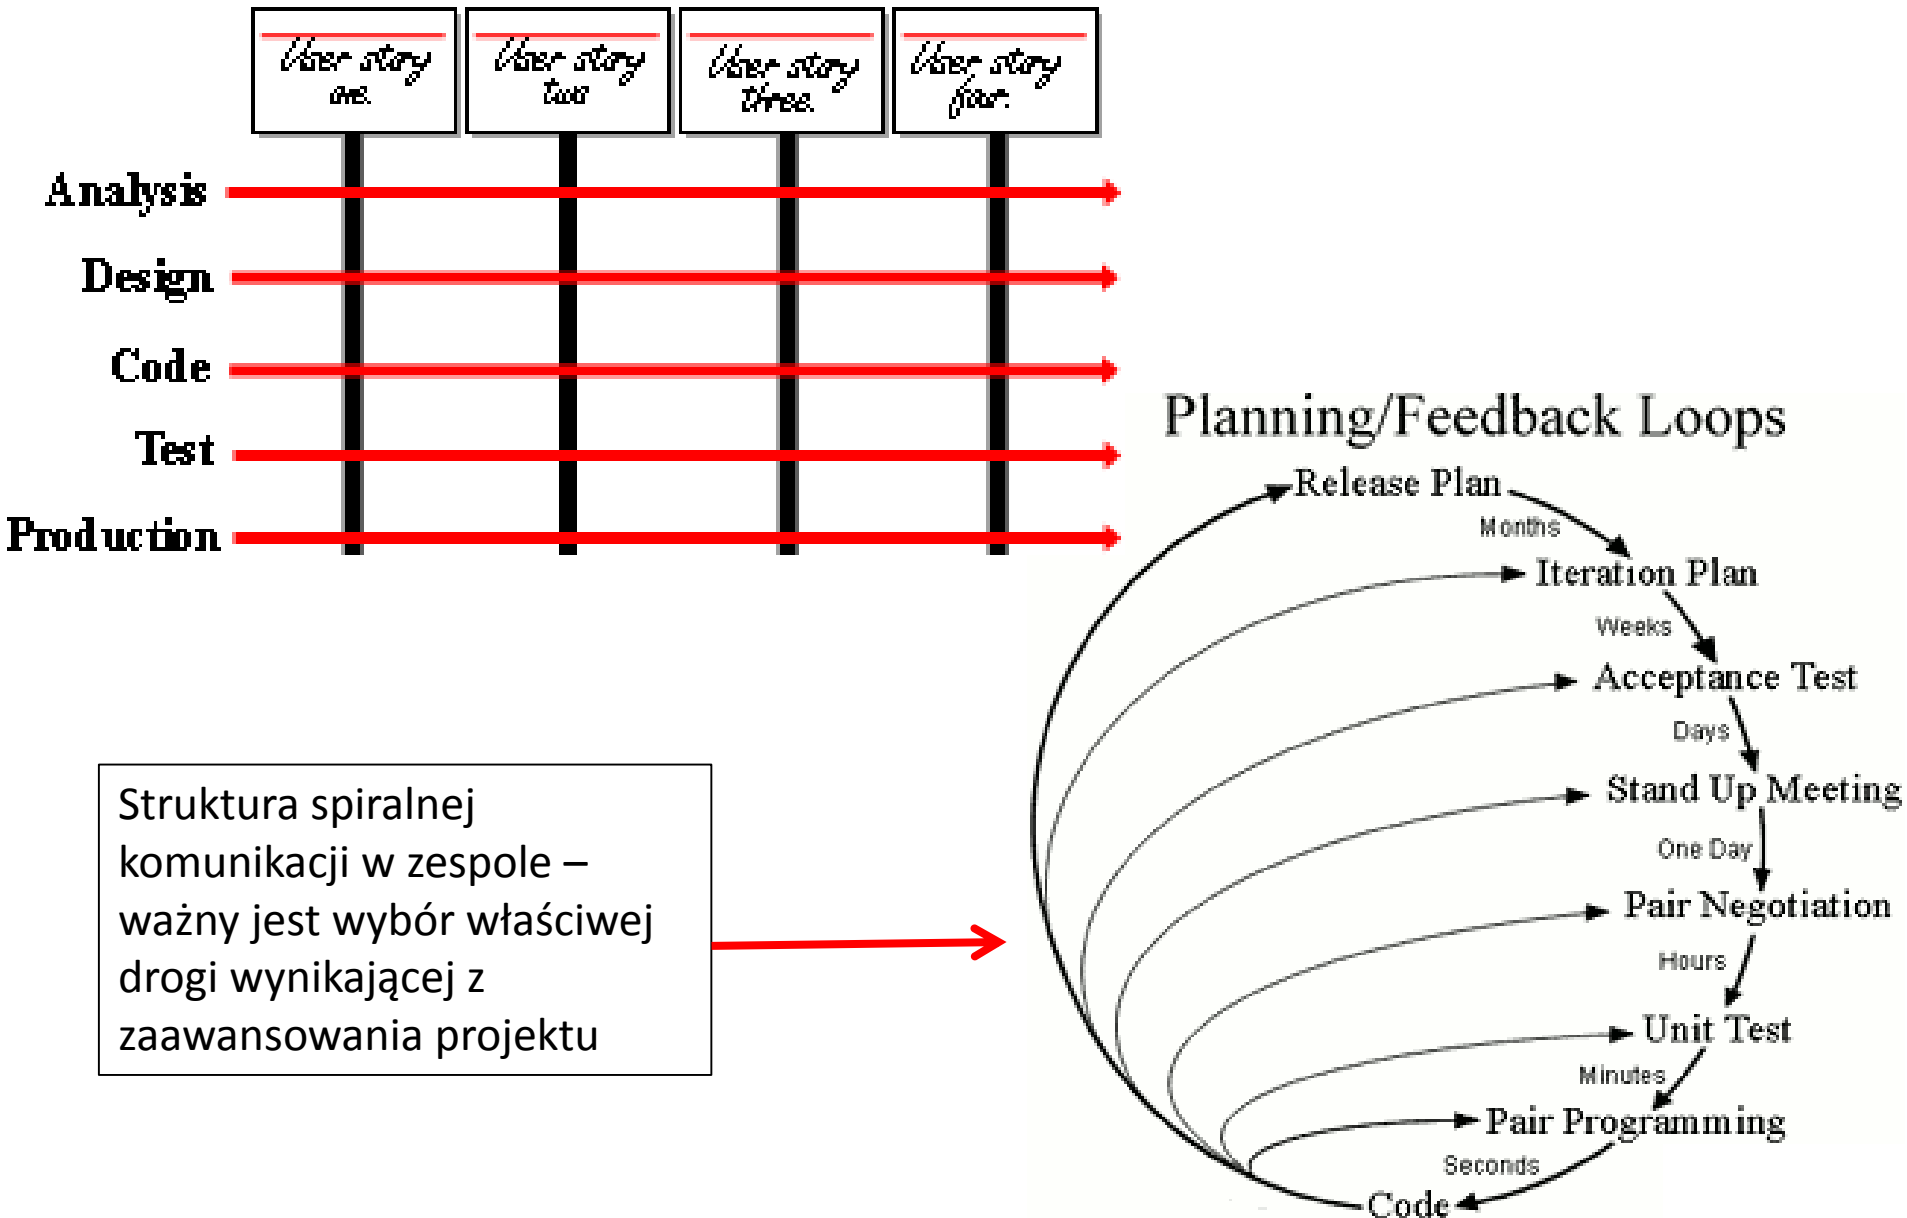 User story
one.
User story
two
User story
three.
User story
four.
Analysis
Design
Code
Test
Production
Planning/Feedback Loops
Release Plan
Months
Iteration Plan
Weeks
Acceptance Test
Days
Stand Up Meeting
One Day
Pair Negotiation
Hours
Unit Test
Minutes
Pair Programming
Seconds
Code
Struktura spiralnej
komunikacji w zespole –
ważny jest wybór właściwej
drogi wynikającej z
zaawansowania projektu